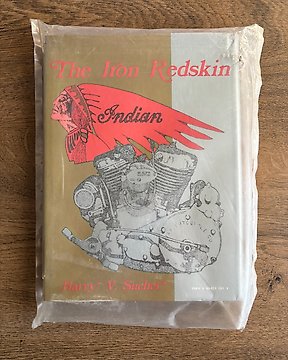 The Iron Redskin
Indian
Harry V. Sucher